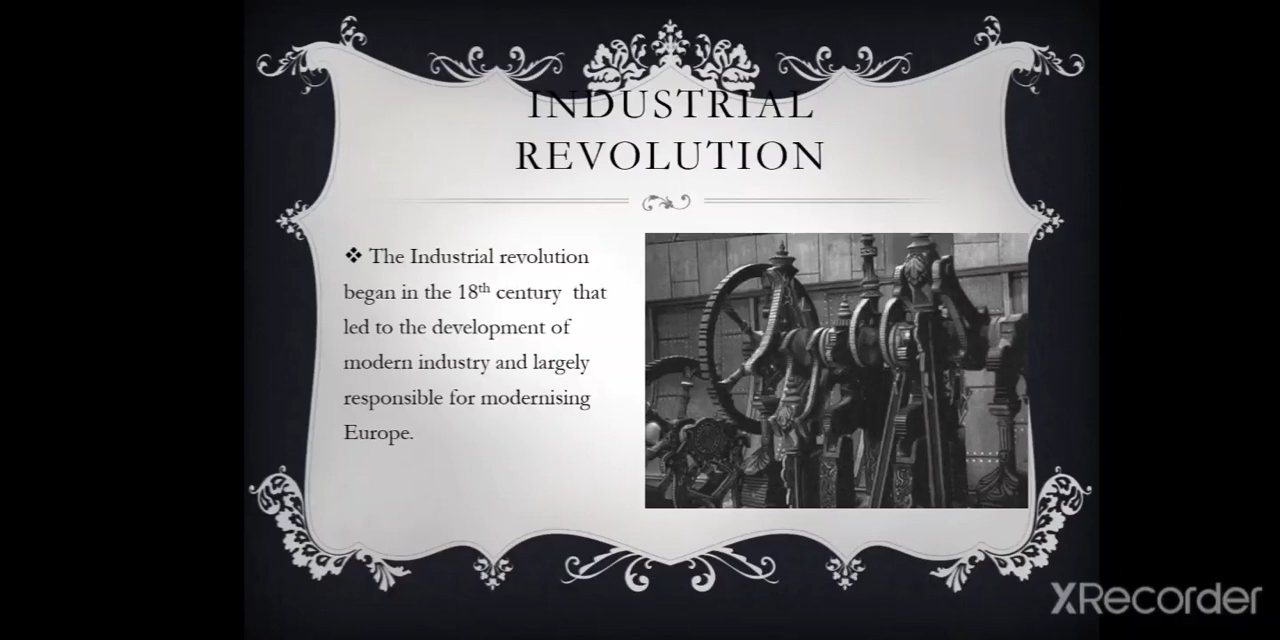 INDUSTRIAL
REVOLUTION
❖ The Industrial revolution
began in the 18th century that
led to the development of
modern industry and largely
responsible for modernising
Europe.
XRecorder